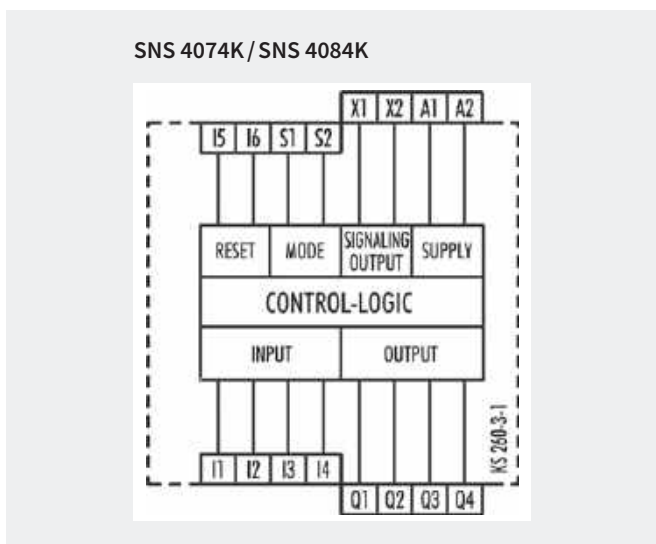 SNS 4074K / SNS 4084K
X1 X2 A1 A2
I5 I6 S1 S2
RESET MODE SIGNALING OUTPUT SUPPLY
CONTROL-LOGIC
INPUT OUTPUT
KS 260-3-1
I1 I2 I3 I4
Q1 Q2 Q3 Q4